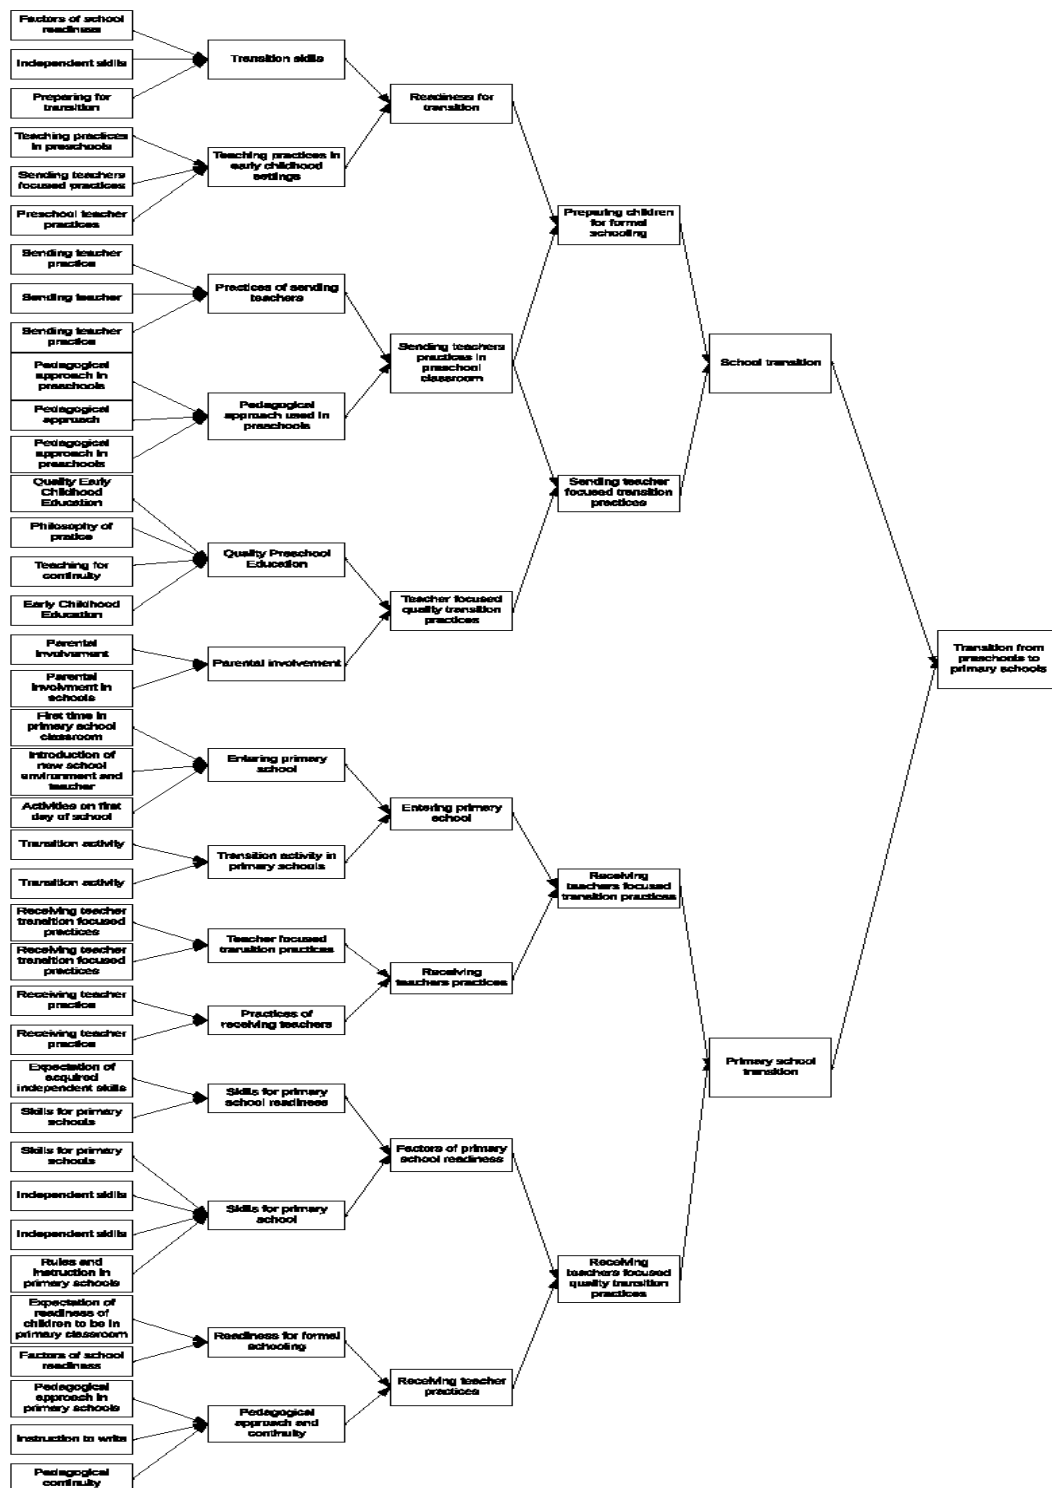 Factors of school
readiness
Independent skills
Preparing for
transition
Teaching practices
in preschools
Sending teachers
focused practices
Preschool teacher
practices
Sending teacher
practice
Sending teacher
Sending teacher
practice
Pedagogical
approach in
preschools
Pedagogical
approach
Pedagogical
approach in
preschools
Quality Early
Childhood
Education
Philosophy of
pratice
Teaching for
continuity
Early Childhood
Education
Parental
Involvement
Parental
Involvment in
schools
First time in
primary school
classroom
Introduction of
new school
environment and
teacher
Activities on first
day of school
Transition activity
Transition activity
Receiving teacher
transition focused
practices
Receiving teacher
transition focused
practices
Receiving teacher
practice
Receiving teacher
practice
Expectation of
acquired
independent skills
Skills for primary
schools
Skills for primary
schools
Independent skills
Independent skills
Rules and
instruction in
primary schools
Expectation of
readiness of
children to be in
primary classroom
Factors of school
readiness
Pedagogical
approach in
primary schools
Instruction to write
Pedagogical
continuity
Transition skills
Teaching practices in
early childhood
settings
Practices of sending
teachers
Pedagogical
approach used in
preschools
Quality Preschool
Education
Parental involvement
Entering primary
school
Transition activity in
primary schools
Teacher focused
transition practices
Practices of
receiving teachers
Skills for primary
school readiness
Skills for primary
school
Readiness for formal
schooling
Pedagogical
approach and
continuity
Readiness for
transition
Sending teachers
practices in
preschool
classroom
Teacher focused
quality transition
practices
Entering primary
school
Receiving
teachers practices
Factors of primary
school readiness
Receiving teacher
practices
Preparing children
for formal
schooling
Sending teacher
focused transition
practices
Receiving
teachers focused
transition practices
Receiving
teachers focused
quality transition
practices
School transition
Primary school
transition
Transition from
preschools to
primary schools